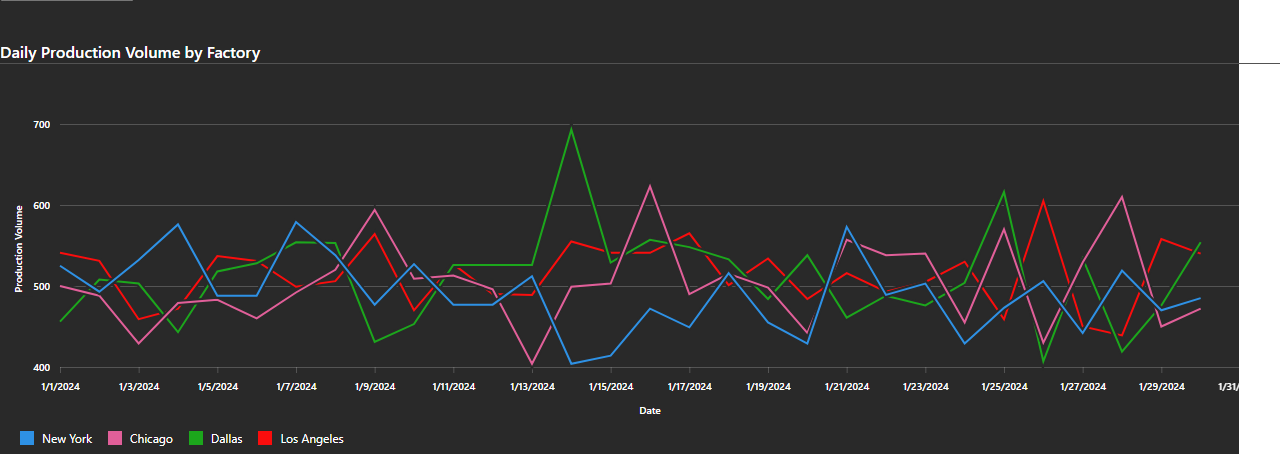 Daily Production Volume by Factory
700
600
500
400
Production Volume
1/1/2024 1/3/2024 1/5/2024 1/7/2024 1/9/2024 1/11/2024 1/13/2024 1/15/2024 1/17/2024 1/19/2024 1/21/2024 1/23/2024 1/25/2024 1/27/2024 1/29/2024 1/31/
Date
New York Chicago Dallas Los Angeles